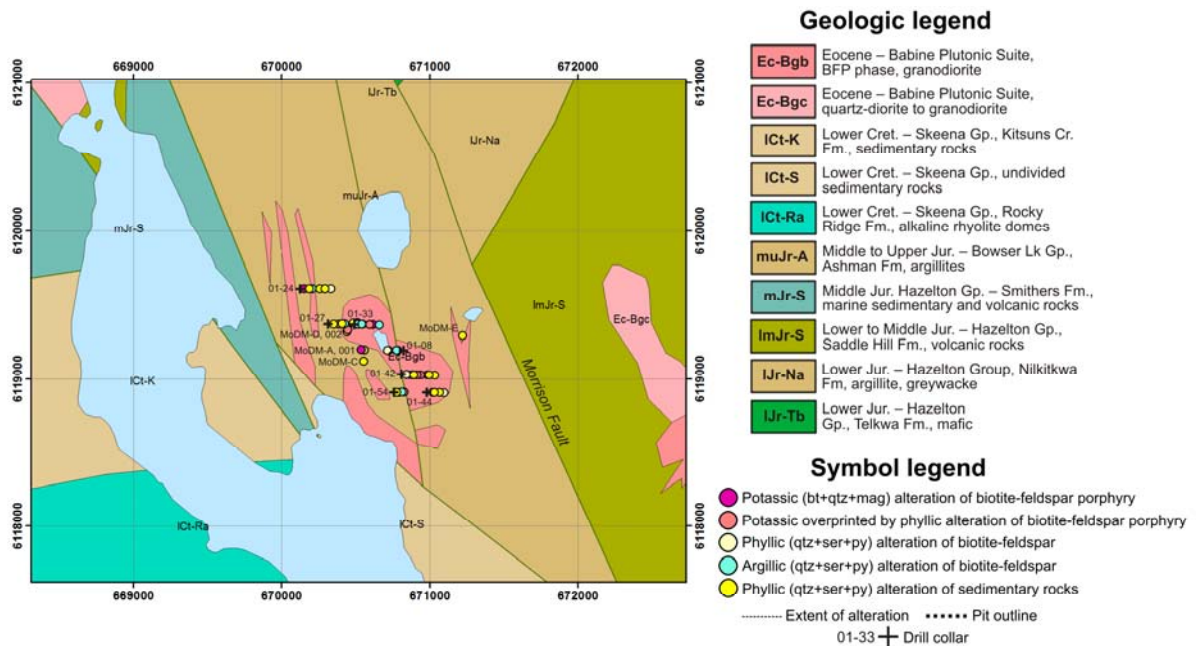 669000
670000
671000
672000
6121000
6120000
6119000
6118000
6121000
6120000
6119000
6118000
669000
670000
671000
672000
lJr-Tb
lJr-Na
muJr-A
mJr-S
01-24
01-27
01-33
MoDM-D, 002
MoDM-E
lmJr-S
MoDM-A, 001
01-08
MoDM-C
Ec-Bgb
Ec-Bgc
lCt-K
01-42
01-54
01-44
Morrison Fault
lCt-Ra
lCt-S
Geologic legend
Ec-Bgb
Eocene – Babine Plutonic Suite,
BFP phase, granodiorite
Ec-Bgc
Eocene – Babine Plutonic Suite,
quartz-diorite to granodiorite
lCt-K
Lower Cret. – Skeena Gp., Kitsuns Cr.
Fm., sedimentary rocks
lCt-S
Lower Cret. – Skeena Gp., undivided
sedimentary rocks
lCt-Ra
Lower Cret. – Skeena Gp., Rocky
Ridge Fm., alkaline rhyolite domes
muJr-A
Middle to Upper Jur. – Bowser Lk Gp.,
Ashman Fm, argillites
mJr-S
Middle Jur. Hazelton Gp. – Smithers Fm.,
marine sedimentary and volcanic rocks
lmJr-S
Lower to Middle Jur. – Hazelton Gp.,
Saddle Hill Fm., volcanic rocks
lJr-Na
Lower Jur. – Hazelton Group, Nilkitkwa
Fm, argillite, greywacke
lJr-Tb
Lower Jur. – Hazelton
Gp., Telkwa Fm., mafic
Symbol legend
Potassic (bt+qtz+mag) alteration of biotite-feldspar porphyry
Potassic overprinted by phyllic alteration of biotite-feldspar porphyry
Phyllic (qtz+ser+py) alteration of biotite-feldspar
Argillic (qtz+ser+py) alteration of biotite-feldspar
Phyllic (qtz+ser+py) alteration of sedimentary rocks
Extent of alteration
Pit outline
01-33
Drill collar